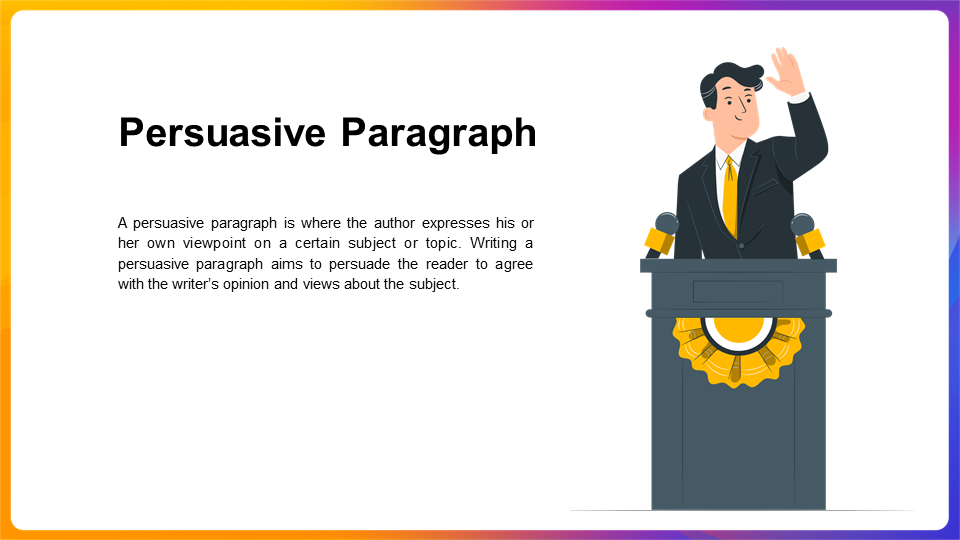 Persuasive Paragraph
A persuasive paragraph is where the author expresses his or
her own viewpoint on a certain subject or topic. Writing a
persuasive paragraph aims to persuade the reader to agree
with the writer’s opinion and views about the subject.